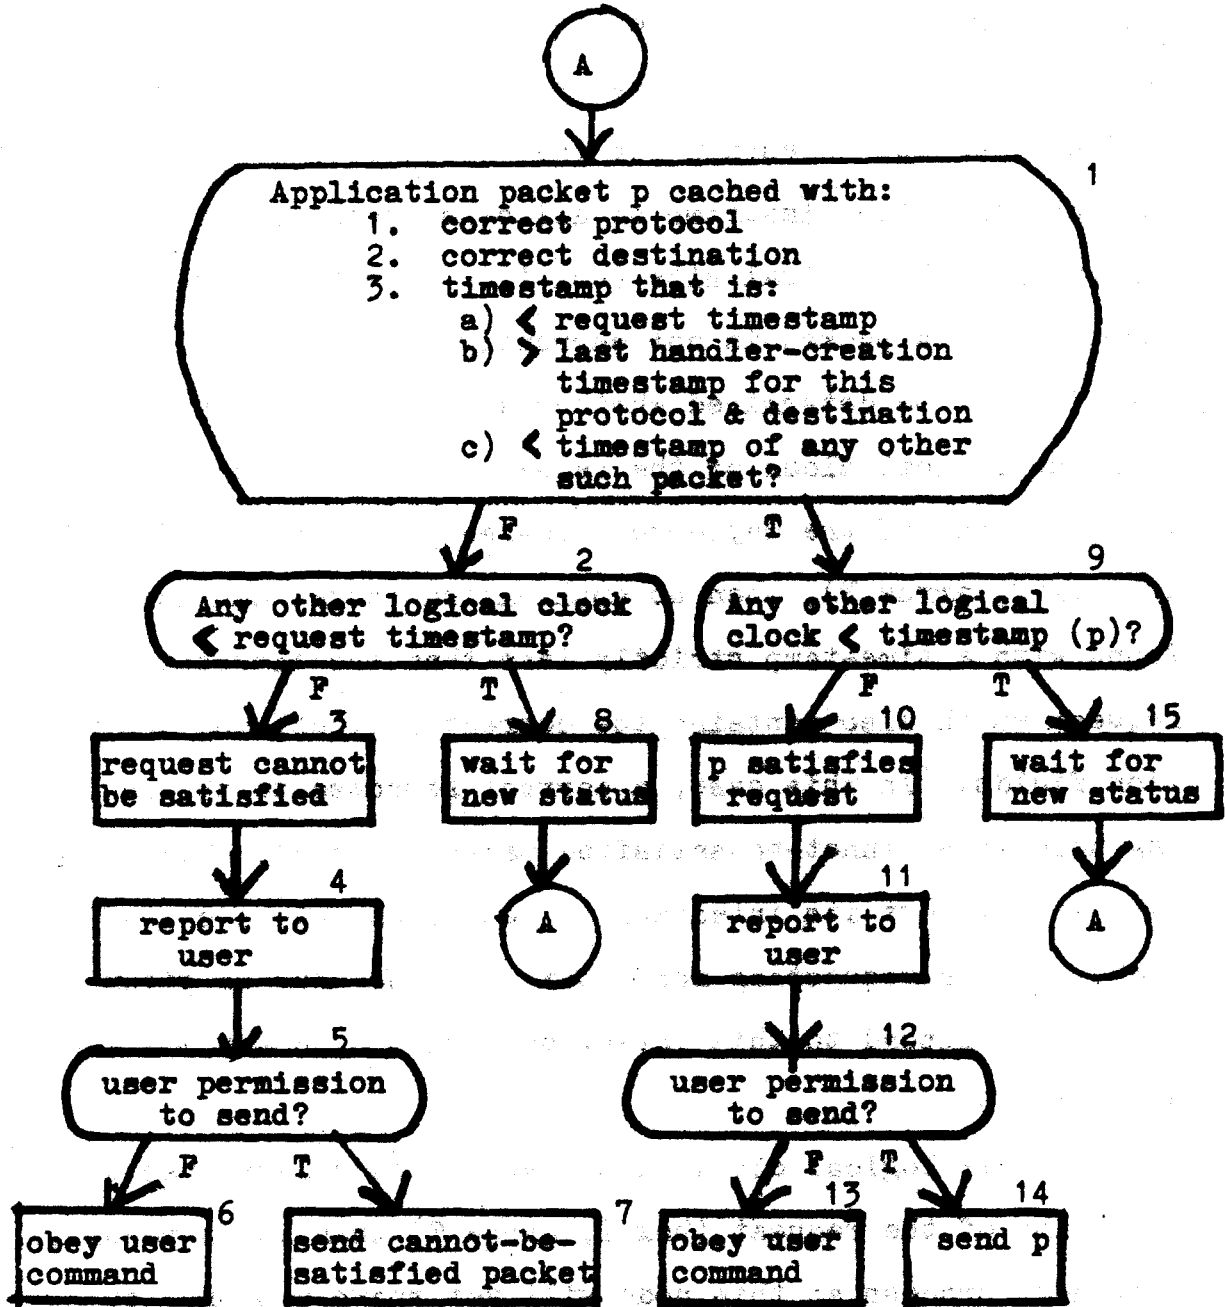 A
1
Application packet p cached with:
1. correct protocol
2. correct destination
3. timestamp that is:
a) < request timestamp
b) > last handler-creation
timestamp for this
protocol & destination
c) < timestamp of any other
such packet?
F
T
2
Any other logical clock
< request timestamp?
9
Any other logical
clock < timestamp (p)?
F
T
F
T
3
request cannot
be satisfied
8
wait for
new status
10
p satisfies
request
15
wait for
new status
4
report to
user
A
11
report to
user
A
5
user permission
to send?
12
user permission
to send?
F
T
F
T
6
obey user
command
7
send cannot-be-
satisfied packet
13
obey user
command
14
send p